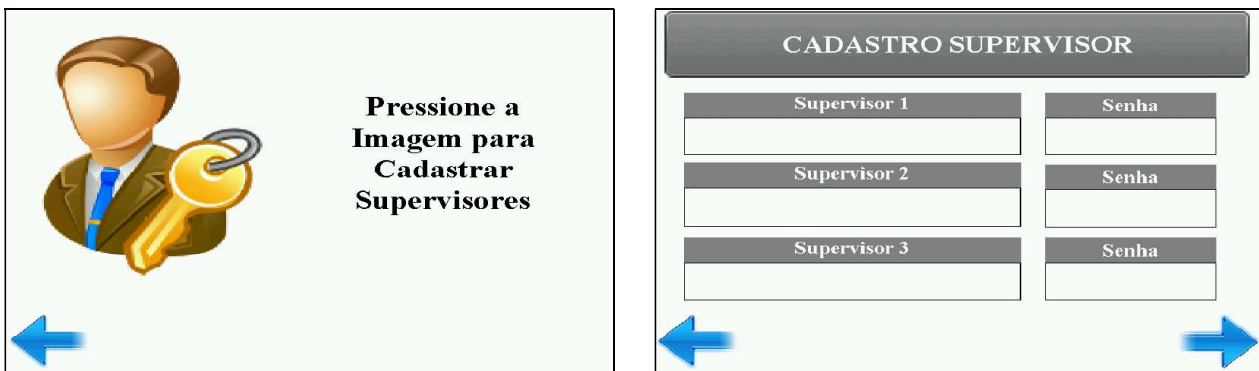 Pressione a
Imagem para
Cadastrar
Supervisores
CADASTRO SUPERVISOR
Supervisor 1
Senha
Supervisor 2
Senha
Supervisor 3
Senha